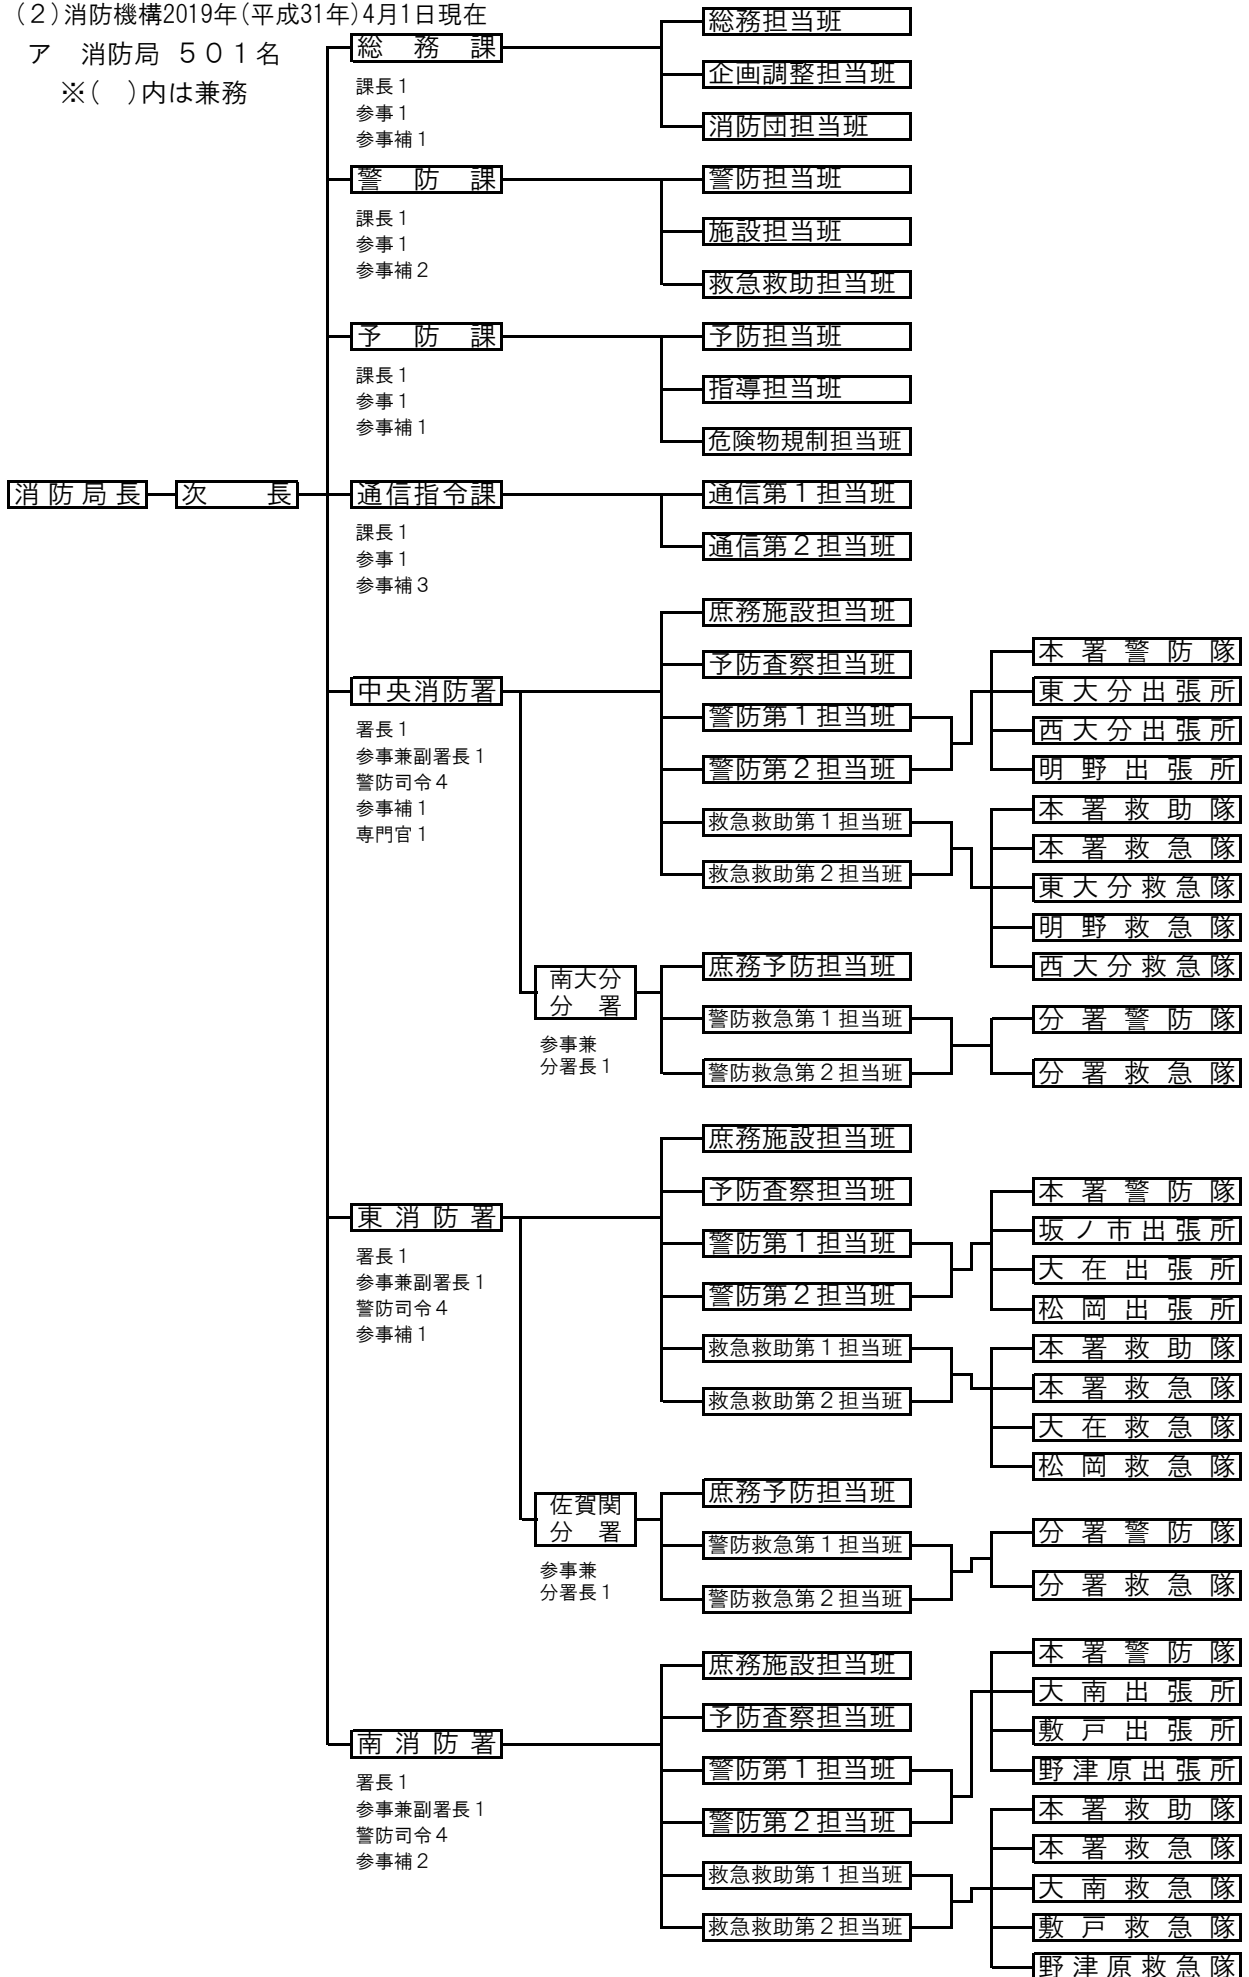 （２）消防機構2019年(平成31年)4月1日現在
ア　消防局　５０１名
※(　)内は兼務
消防局長
次　長
総　務　課
課長１
参事１
参事補１
総務担当班
企画調整担当班
消防団担当班
警　防　課
課長１
参事１
参事補２
警防担当班
施設担当班
救急救助担当班
予　防　課
課長１
参事１
参事補１
予防担当班
指導担当班
危険物規制担当班
通信指令課
課長１
参事１
参事補３
通信第１担当班
通信第２担当班
中央消防署
署長１
参事兼副署長１
警防司令４
参事補１
専門官１
庶務施設担当班
予防査察担当班
警防第１担当班
警防第２担当班
救急救助第１担当班
救急救助第２担当班
本署警防隊
東大分出張所
西大分出張所
明野出張所
本署救助隊
本署救急隊
東大分救急隊
明野救急隊
西大分救急隊
南大分
分　署
参事兼
分署長１
庶務予防担当班
警防救急第１担当班
警防救急第２担当班
分署警防隊
分署救急隊
東消防署
署長１
参事兼副署長１
警防司令４
参事補１
庶務施設担当班
予防査察担当班
警防第１担当班
警防第２担当班
救急救助第１担当班
救急救助第２担当班
本署警防隊
坂ノ市出張所
大在出張所
松岡出張所
本署救助隊
本署救急隊
大在救急隊
松岡救急隊
佐賀関
分　署
参事兼
分署長１
庶務予防担当班
警防救急第１担当班
警防救急第２担当班
分署警防隊
分署救急隊
南消防署
署長１
参事兼副署長１
警防司令４
参事補２
庶務施設担当班
予防査察担当班
警防第１担当班
警防第２担当班
救急救助第１担当班
救急救助第２担当班
本署警防隊
大南出張所
敷戸出張所
野津原出張所
本署救助隊
本署救急隊
大南救急隊
敷戸救急隊
野津原救急隊